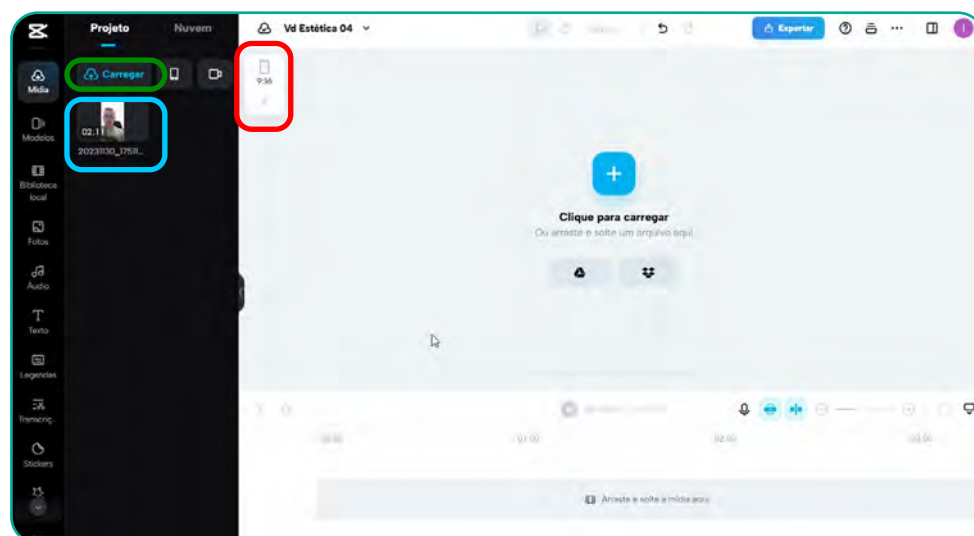 Projeto
Nuvem
Vd Estética 04
Exportar
Mídia
Carregar
9:16
02:11
20231130_17511...
Modelos
Biblioteca
local
Fotos
Áudio
Texto
Legendas
Transcriç...
Stickers
Clique para carregar
Ou arraste e solte um arquivo aqui
00:00
01:00
02:00
03:00
Arraste e solte a mídia aqui